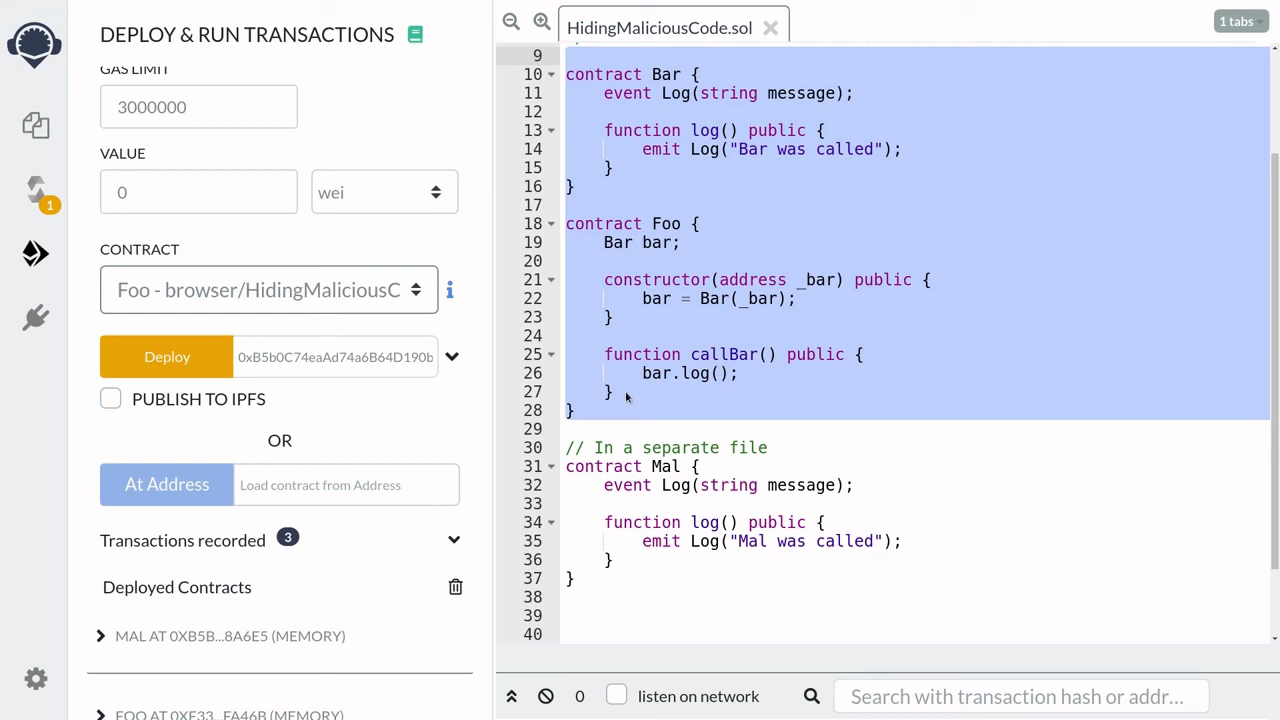 DEPLOY & RUN TRANSACTIONS
GAS LIMIT
3000000
VALUE
0
wei
CONTRACT
Foo - browser/HidingMaliciousC
Deploy
0xB5b0C74eaAd74a6B64D190b
PUBLISH TO IPFS
OR
At Address
Load contract from Address
Transactions recorded 3
Deployed Contracts
MAL AT 0XB5B...8A6E5 (MEMORY)
FOO AT 0XE33...FA46B (MEMORY)
1
HidingMaliciousCode.sol
1 tabs
9
10 contract Bar {
11 event Log(string message);
12
13 function log() public {
14 emit Log("Bar was called");
15 }
16 }
17
18 contract Foo {
19 Bar bar;
20
21 constructor(address _bar) public {
22 bar = Bar(_bar);
23 }
24
25 function callBar() public {
26 bar.log();
27 }
28 }
29
30 // In a separate file
31 contract Mal {
32 event Log(string message);
33
34 function log() public {
35 emit Log("Mal was called");
36 }
37 }
38
39
40
0
listen on network
Search with transaction hash or addr...